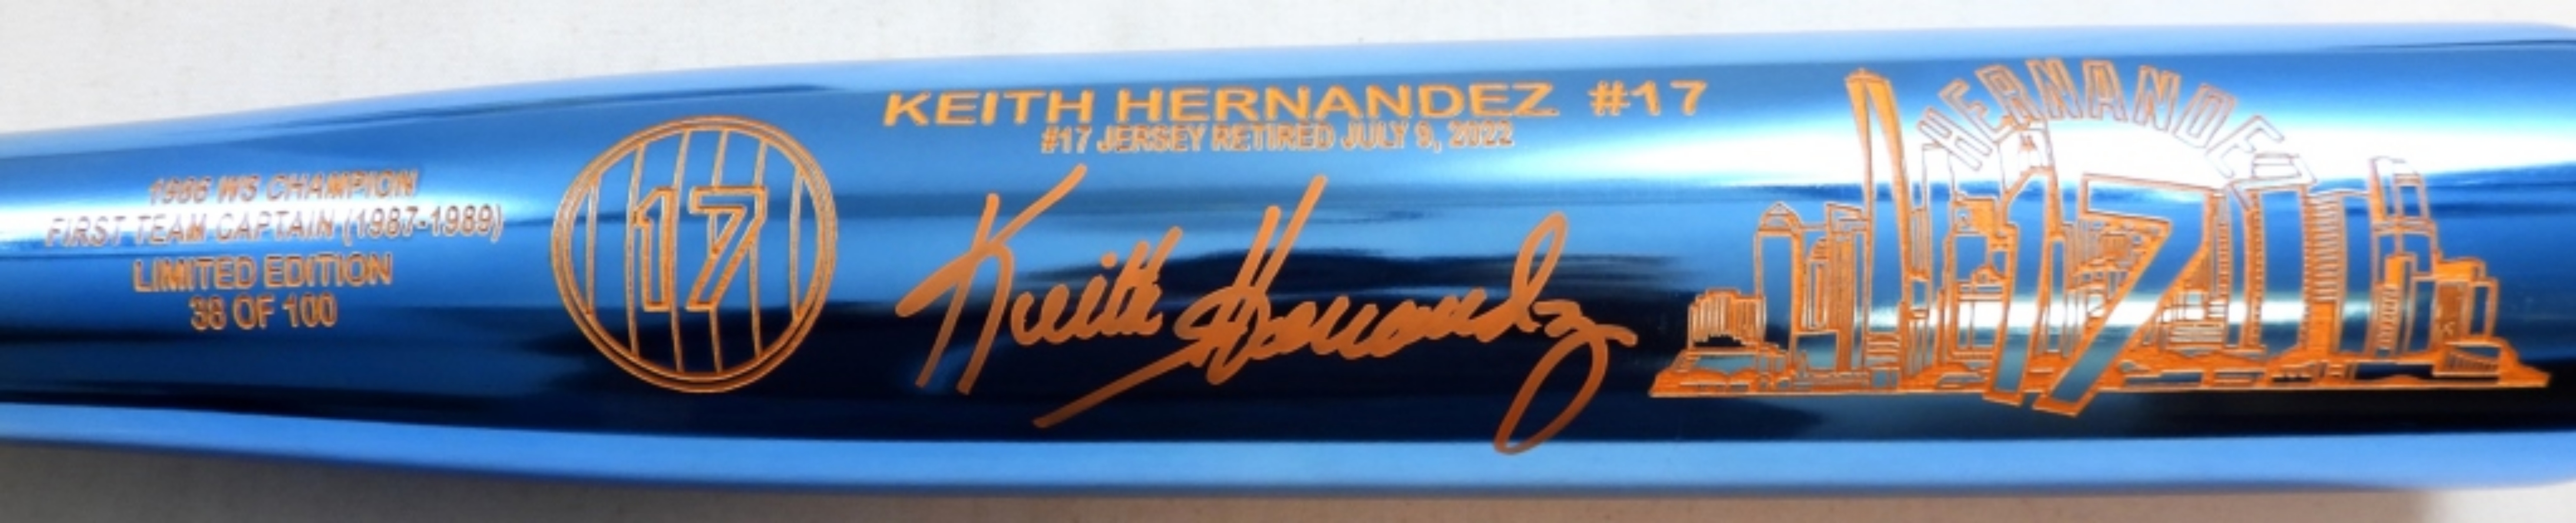 1986 WS CHAMPION
FIRST TEAM CAPTAIN (1987-1989)
LIMITED EDITION
38 OF 100
17
KEITH HERNANDEZ #17
#17 JERSEY RETIRED JULY 9, 2022
Keith Hernandez
HERNANDEZ
17